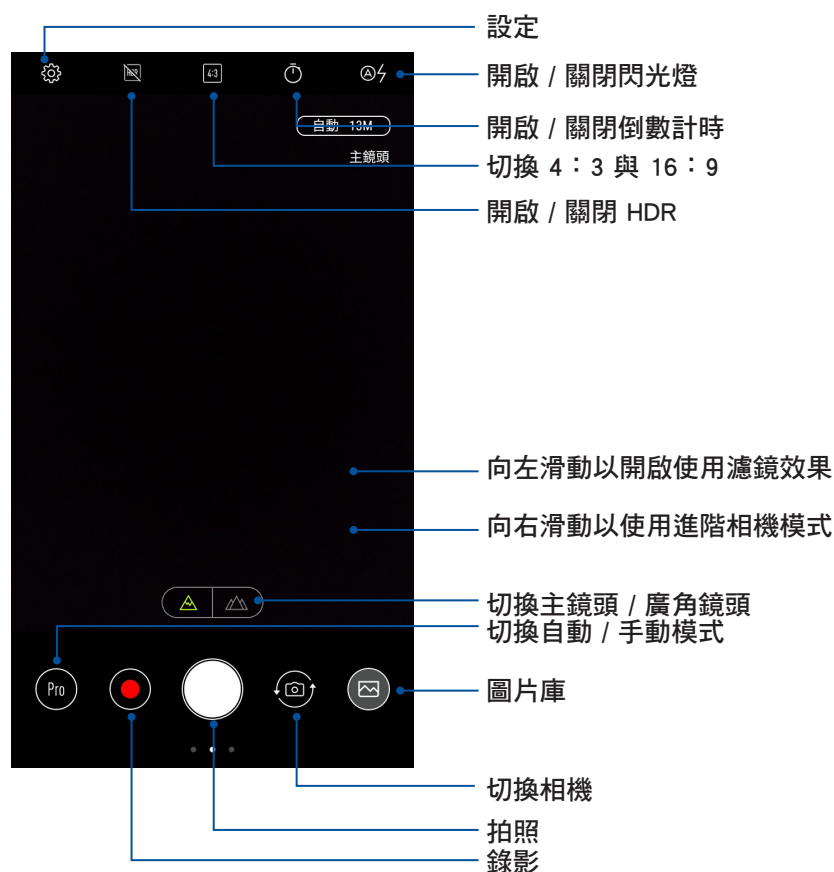 設定
HDR
4:3
開啟 / 關閉閃光燈
自動 13M
開啟 / 關閉倒數計時
主鏡頭
切換 4：3 與 16：9
開啟 / 關閉 HDR
向左滑動以開啟使用濾鏡效果
向右滑動以使用進階相機模式
切換主鏡頭 / 廣角鏡頭
切換自動 / 手動模式
Pro
圖片庫
切換相機
拍照
錄影